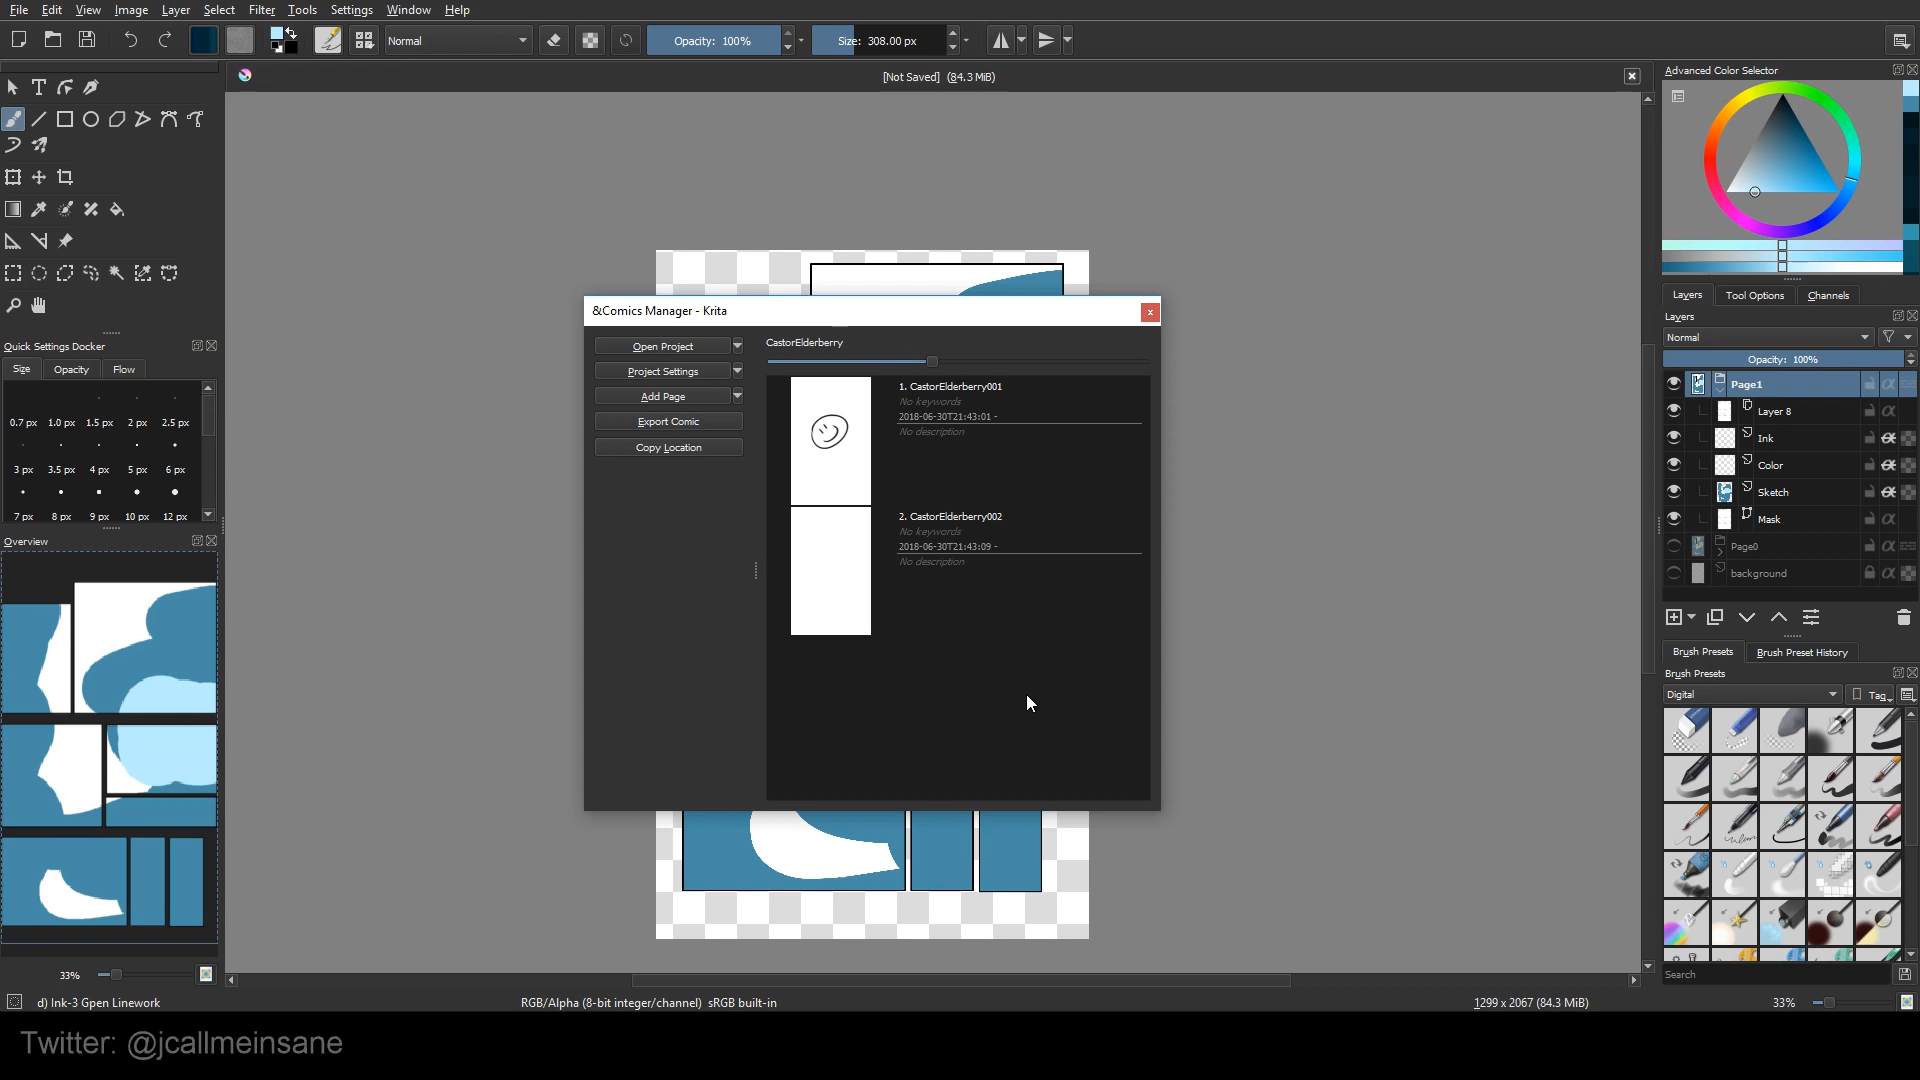 File Edit View Image Layer Select Filter Tools Settings Window Help
Normal Opacity: 100% Size: 308.00 px
[Not Saved] (84.3 MiB)
Advanced Color Selector
Quick Settings Docker
Size Opacity Flow
0.7 px 1.0 px 1.5 px 2 px 2.5 px
3 px 3.5 px 4 px 5 px 6 px
7 px 8 px 9 px 10 px 12 px
Overview
33%
&Comics Manager - Krita
Open Project
Project Settings
Add Page
Export Comic
Copy Location
CastorElderberry
1. CastorElderberry001
No keywords
2018-06-30T21:43:01 -
No description
2. CastorElderberry002
No keywords
2018-06-30T21:43:09 -
No description
Layers Tool Options Channels
Layers
Normal
Opacity: 100%
Page1
Layer 8
Ink
Color
Sketch
Mask
Page0
background
Brush Presets Brush Preset History
Brush Presets
Digital Tag
Search
d) Ink-3 Gpen Linework RGB/Alpha (8-bit integer/channel) sRGB built-in 1299 x 2067 (84.3 MiB) 33%
Twitter: @jcallmeinsane